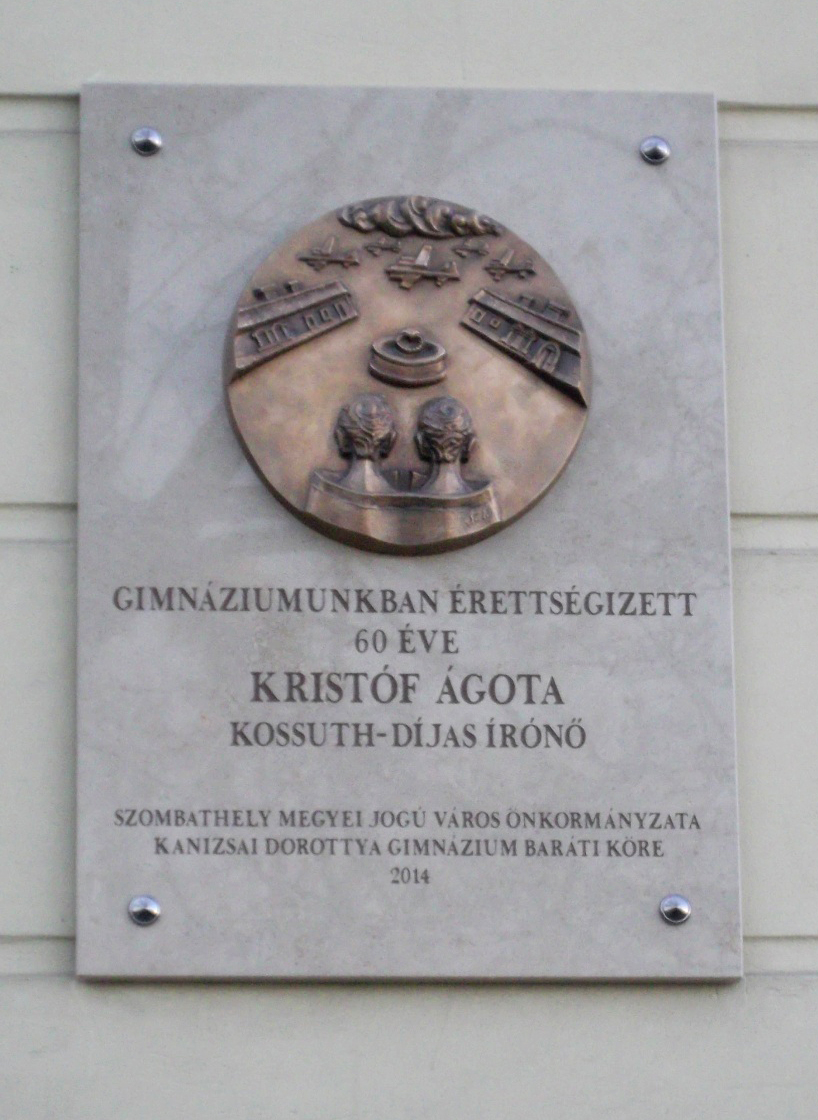 GIMNÁZIUMUNKBAN ÉRETTSÉGIZETT
60 ÉVE
KRISTÓF ÁGOTA
KOSSUTH-DÍJAS ÍRÓNŐ
SZOMBATHELY MEGYEI JOGÚ VÁROS ÖNKORMÁNYZATA
KANIZSAI DOROTTYA GIMNÁZIUM BARÁTI KÖRE
2014